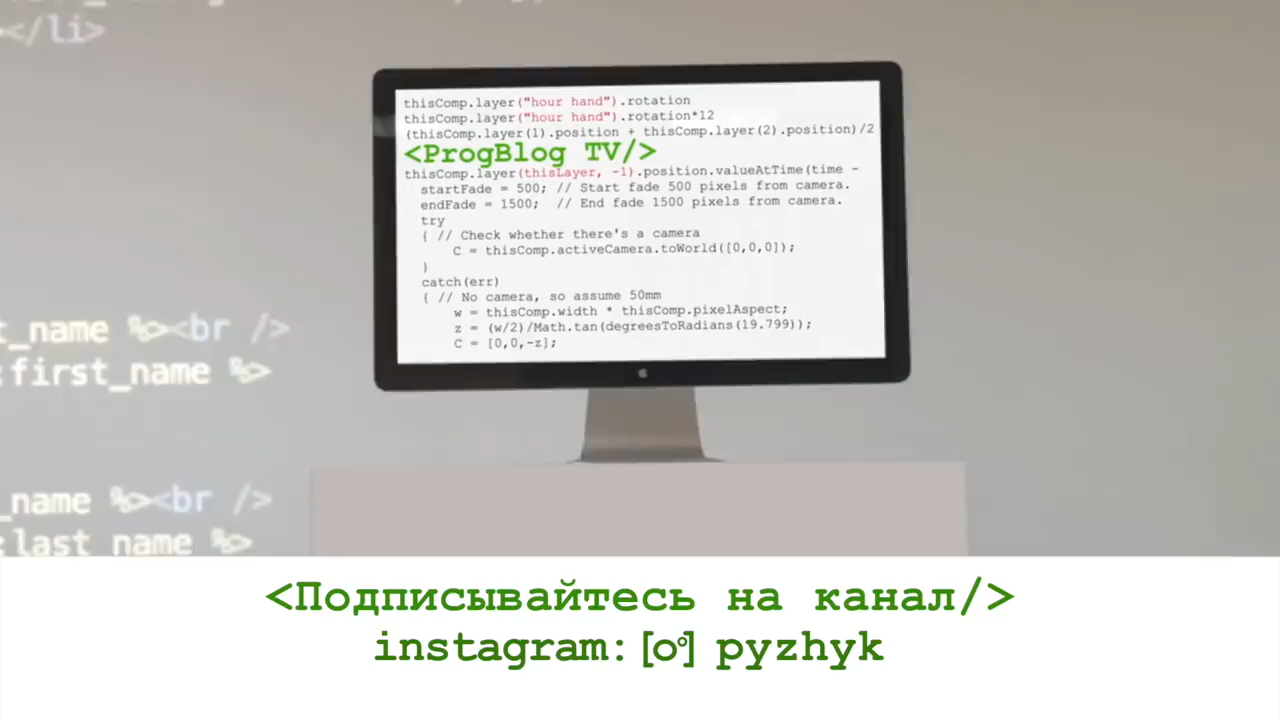 ></li>
thisComp.layer("hour hand").rotation
thisComp.layer("hour hand").rotation*12
(thisComp.layer(1).position + thisComp.layer(2).position)/2
<ProgBlog TV/>
thisComp.layer(thisLayer, -1).position.valueAtTime(time -
startFade = 500; // Start fade 500 pixels from camera.
endFade = 1500; // End fade 1500 pixels from camera.
try
{ // Check whether there's a camera
C = thisComp.activeCamera.toWorld([0,0,0]);
}
catch(err)
{ // No camera, so assume 50mm
w = thisComp.width * thisComp.pixelAspect;
z = (w/2)/Math.tan(degreesToRadians(19.799));
C = [0,0,-z];
t_name %><br />
:first_name %>
_name %><br />
:last_name %>
<Подписывайтесь на канал/>
instagram:[o°] pyzhyk